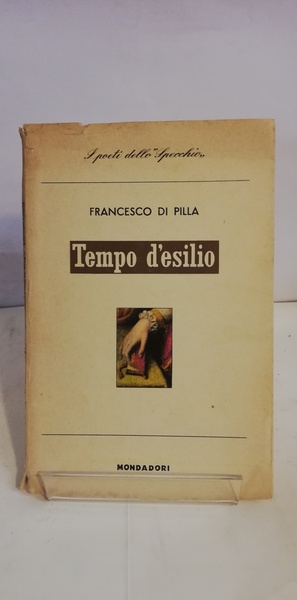 I poeti dello "Specchio"
FRANCESCO DI PILLA
Tempo d'esilio
MONDADORI